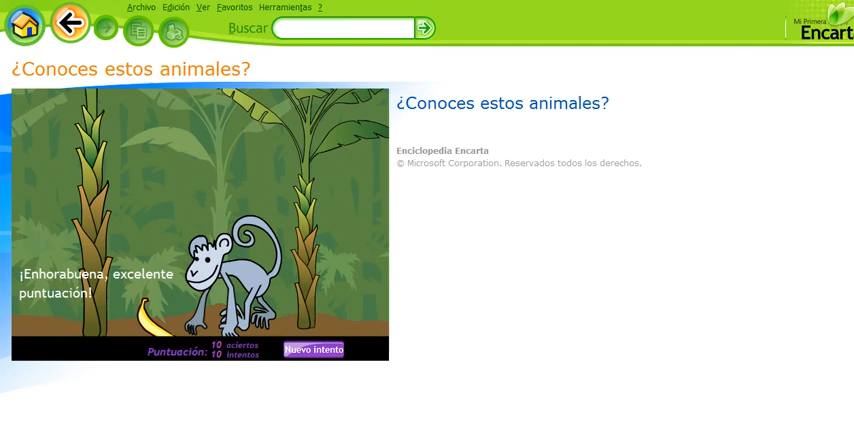 Archivo Edición Ver Favoritos Herramientas ?
Buscar
Mi Primera
Encart
¿Conoces estos animales?
¿Conoces estos animales?
Enciclopedia Encarta
© Microsoft Corporation. Reservados todos los derechos.
¡Enhorabuena, excelente
puntuación!
Puntuación: 10 aciertos
10 intentos
Nuevo intento